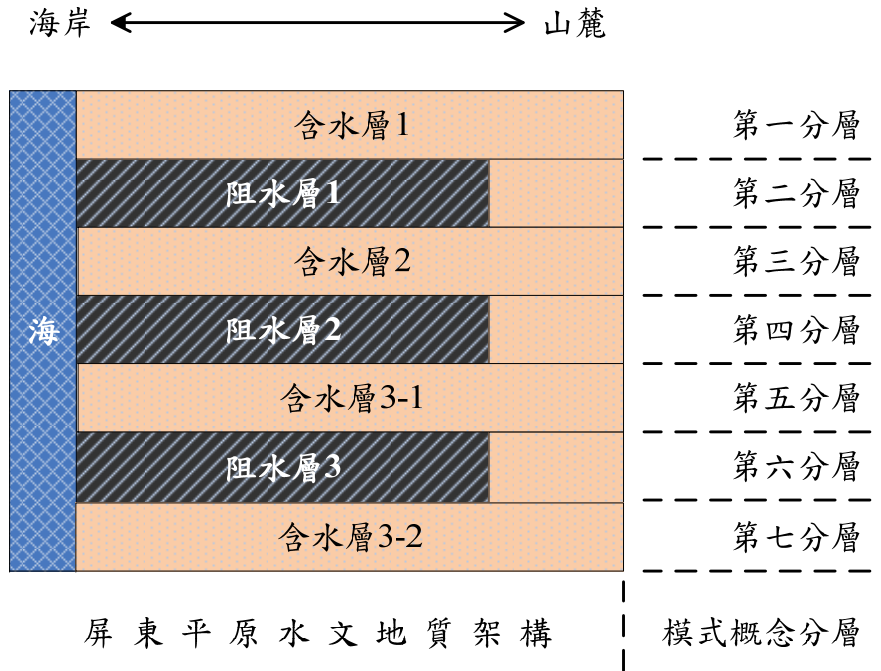 海岸 山麓
含水層1 第一分層
阻水層1 第二分層
含水層2 第三分層
海 阻水層2 第四分層
含水層3-1 第五分層
阻水層3 第六分層
含水層3-2 第七分層
屏東平原水文地質架構 模式概念分層